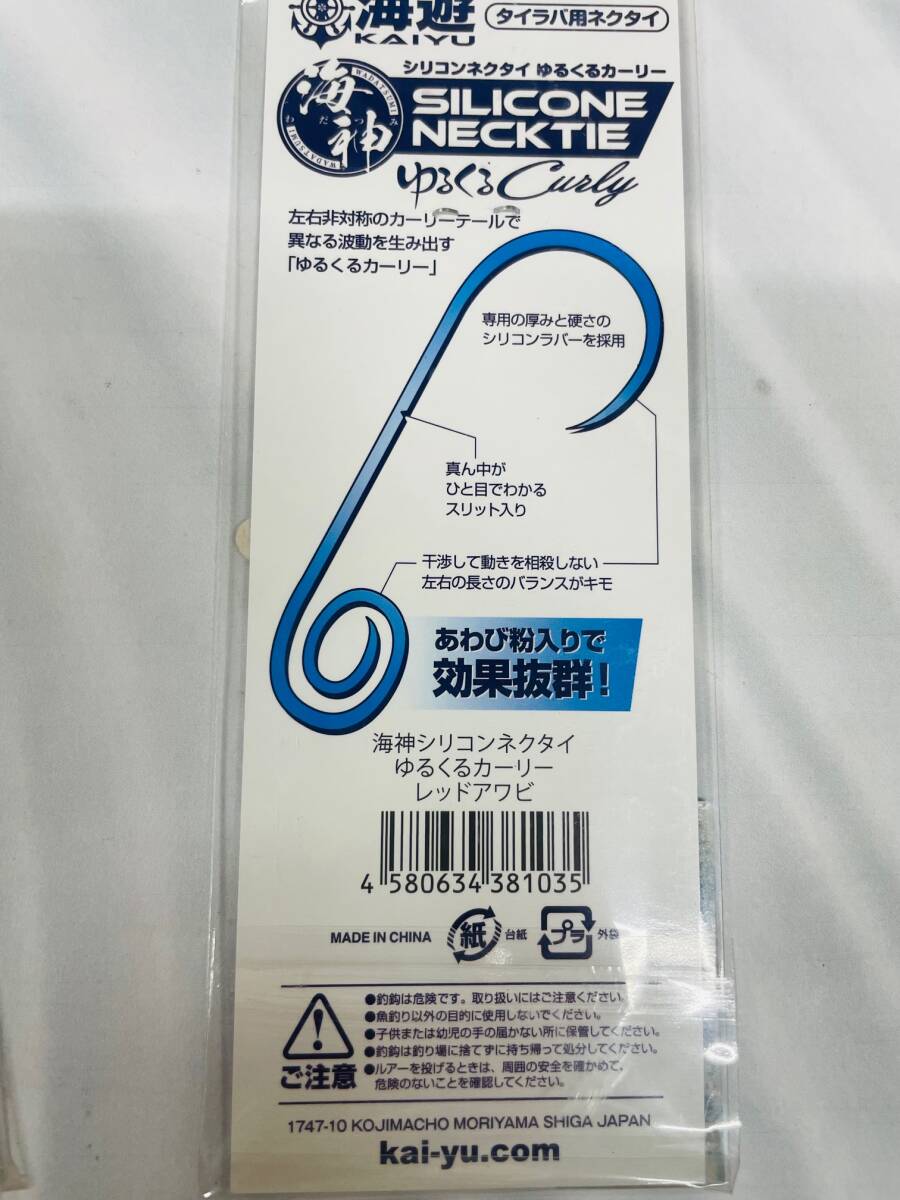 海遊
KAIYU
タイラバ用ネクタイ
シリコンネクタイ ゆるくるカーリー
海神
WADATSUMI
わだつみ
WADATSUMI
SILICONE
NECKTIE
ゆるくるCurly
左右非対称のカーリーテールで
異なる波動を生み出す
「ゆるくるカーリー」
専用の厚みと硬さの
シリコンラバーを採用
真ん中が
ひと目でわかる
スリット入り
干渉して動きを相殺しない
左右の長さのバランスがキモ
あわび粉入りで
効果抜群!
海神シリコンネクタイ
ゆるくるカーリー
レッドアワビ
4 580634 381035
MADE IN CHINA
紙
台紙
プラ
外袋
ご注意
●釣鈎は危険です。取り扱いにはご注意ください。
●魚釣り以外の目的に使用しないでください。
●子供または幼児の手の届かない所に保管してください。
●釣鈎は釣り場に捨てずに持ち帰って処分してください。
●ルアーを投げるときは、周囲の安全を確かめて、
危険のないことを確認してください。
1747-10 KOJIMACHO MORIYAMA SHIGA JAPAN
kai-yu.com